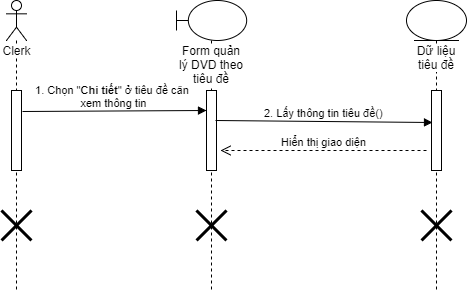 Clerk
Form quản
lý DVD theo
tiêu đề
Dữ liệu
tiêu đề
1. Chọn "Chi tiết" ở tiêu đề cần
xem thông tin
2. Lấy thông tin tiêu đề()
Hiển thị giao diện